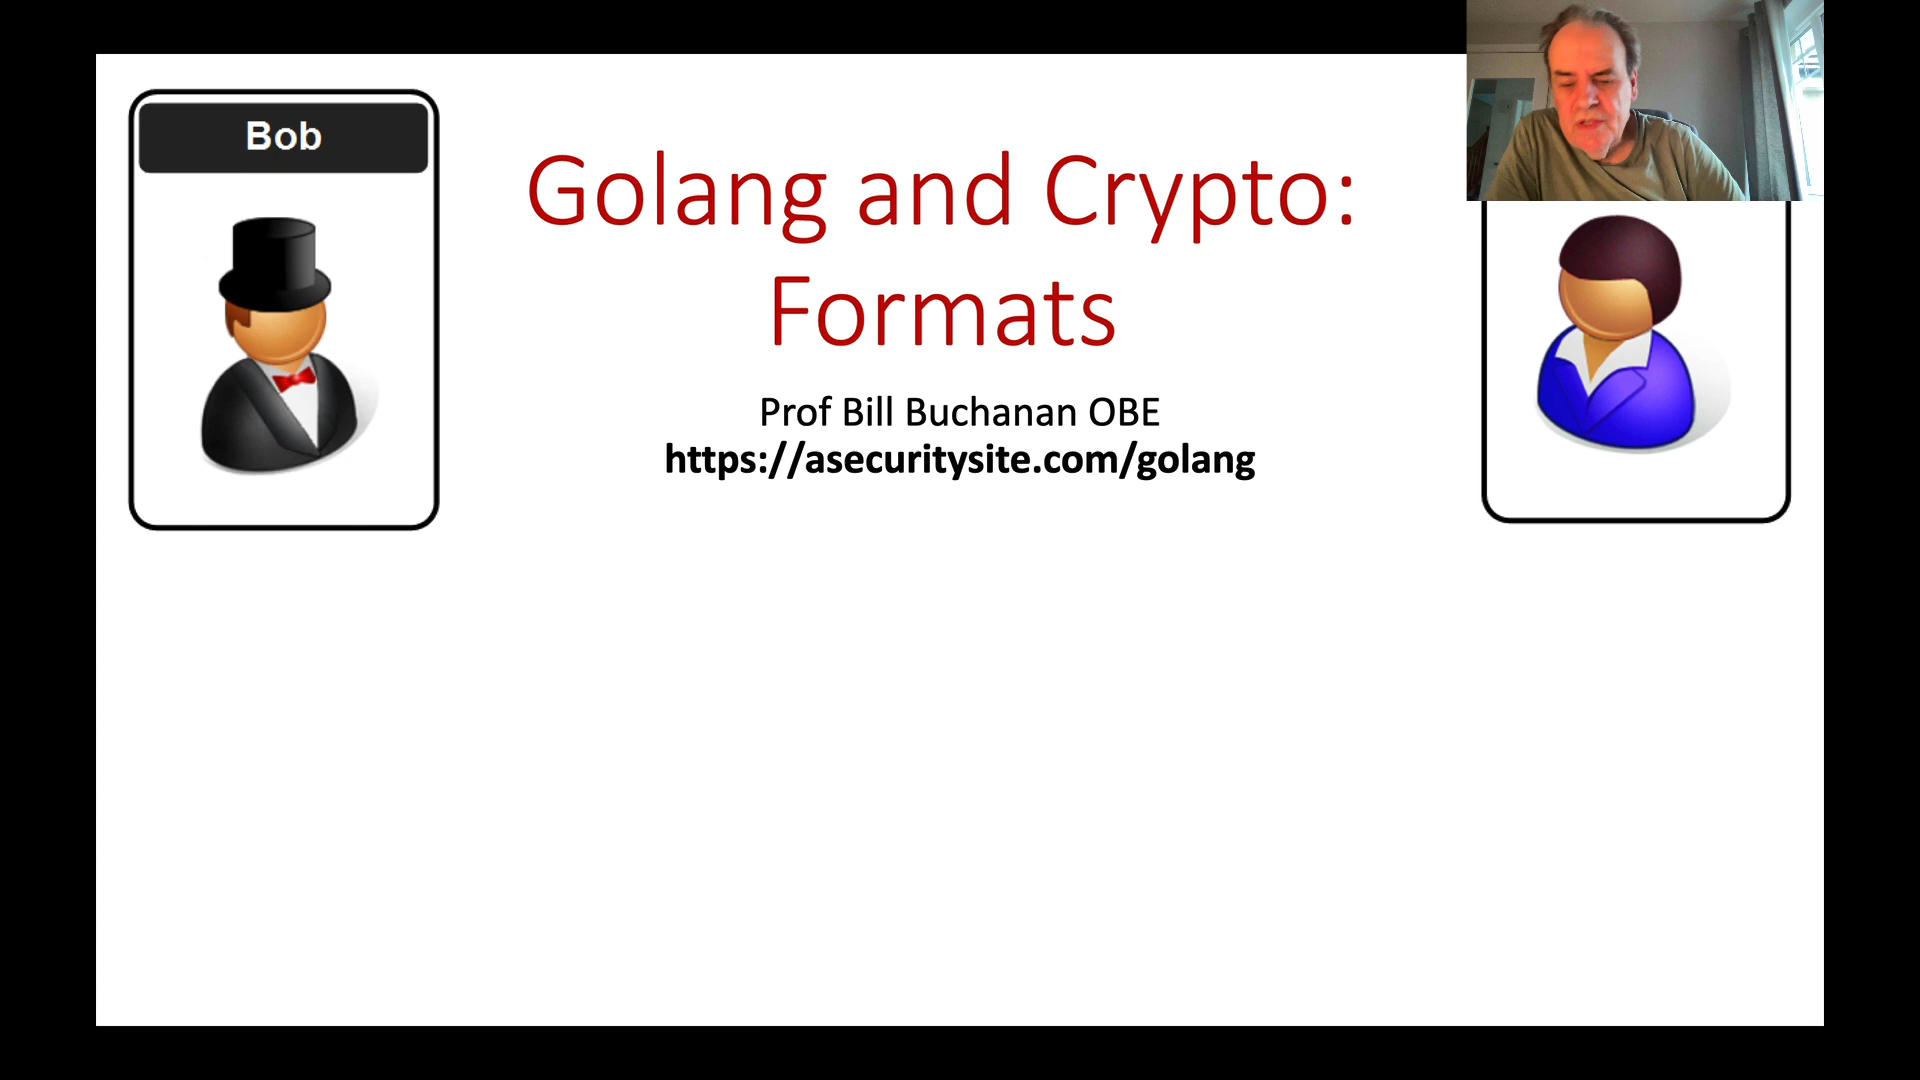 Bob
Golang and Crypto:
Formats
Prof Bill Buchanan OBE
https://asecuritysite.com/golang